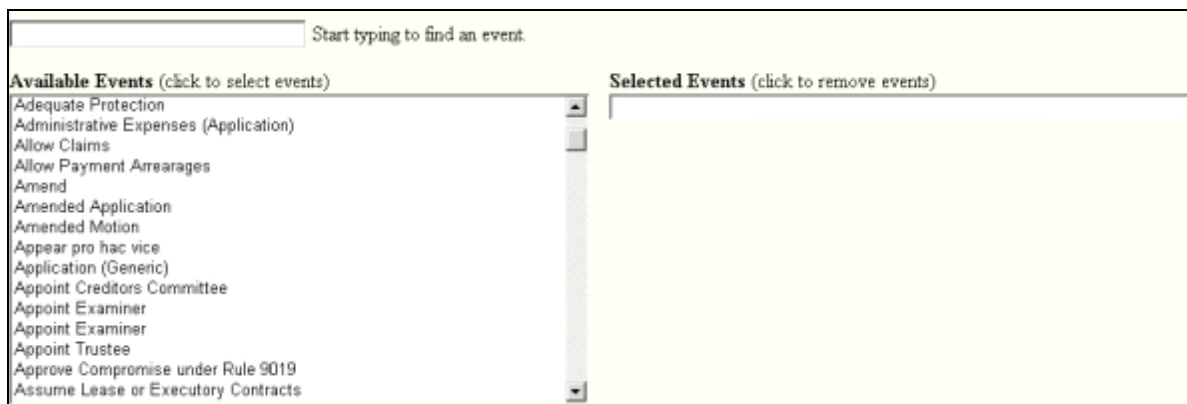 Start typing to find an event.
Available Events (click to select events)
Adequate Protection
Administrative Expenses (Application)
Allow Claims
Allow Payment Arrearages
Amend
Amended Application
Amended Motion
Appear pro hac vice
Application (Generic)
Appoint Creditors Committee
Appoint Examiner
Appoint Examiner
Appoint Trustee
Approve Compromise under Rule 9019
Assume Lease or Executory Contracts
Selected Events (click to remove events)